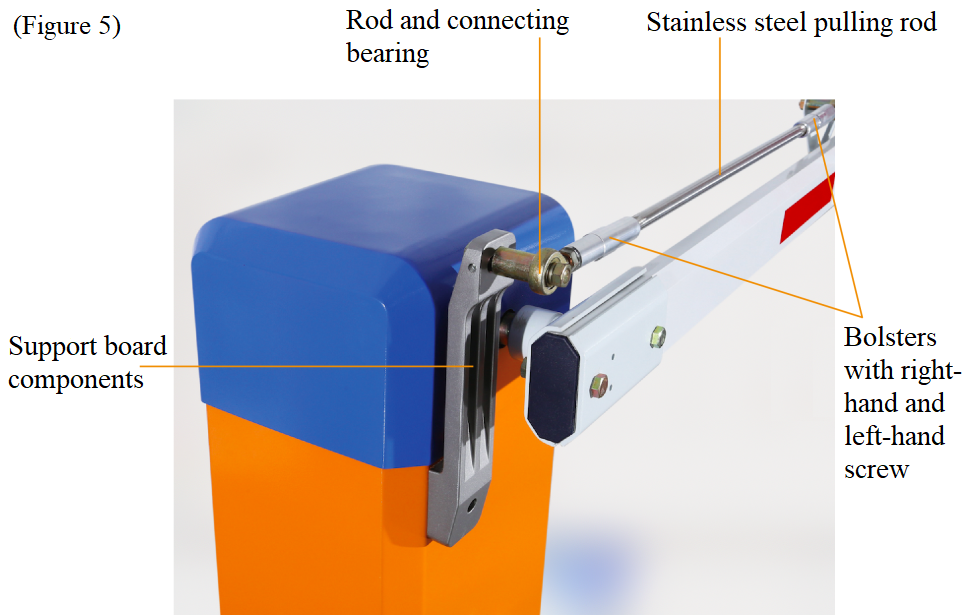 (Figure 5)
Rod and connecting
bearing
Stainless steel pulling rod
Support board
components
Bolsters
with right-
hand and
left-hand
screw